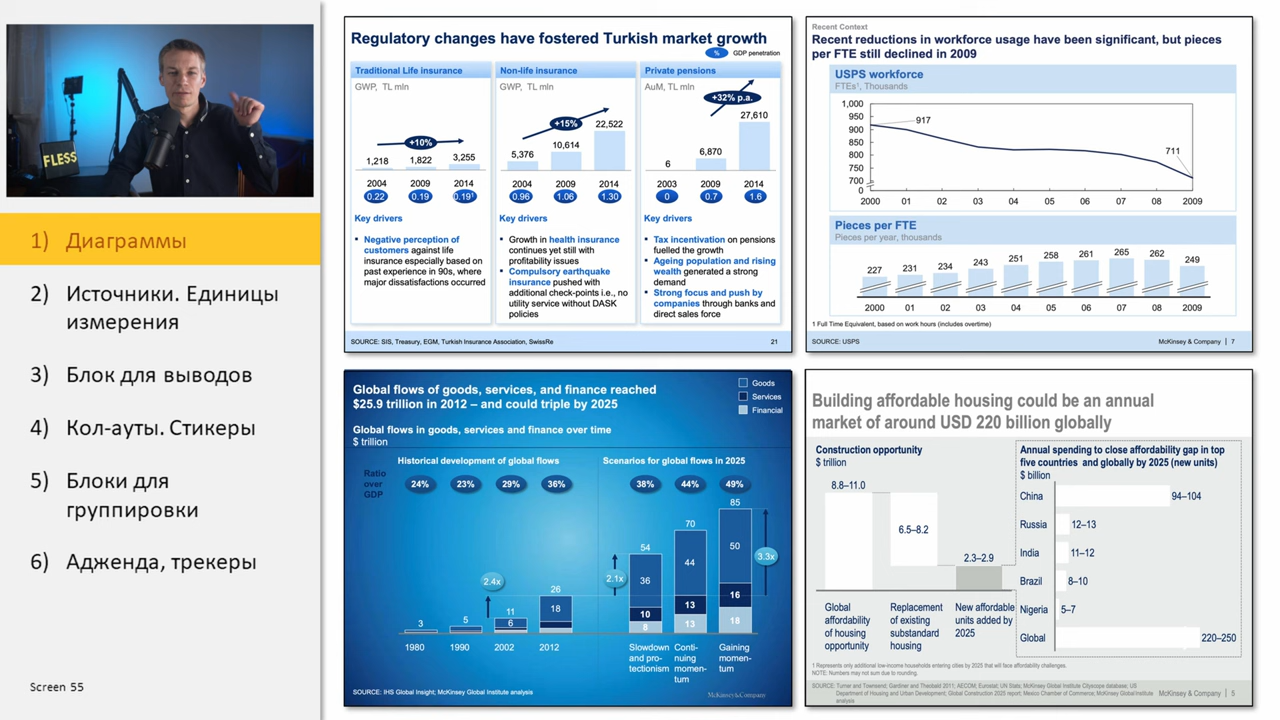 FLESS
1) Диаграммы
2) Источники. Единицы
измерения
3) Блок для выводов
4) Кол-ауты. Стикеры
5) Блоки для
группировки
6) Адженда, трекеры
Screen 55
Regulatory changes have fostered Turkish market growth
% GDP penetration
Traditional Life insurance
GWP, TL mln
+10%
1,218 1,822 3,255
2004 2009 2014
0.22 0.19 0.19¹
Key drivers
▪ Negative perception of
customers against life
insurance especially based on
past experience in 90s, where
major dissatisfactions occurred
Non-life insurance
GWP, TL mln
+15%
5,376 10,614 22,522
2004 2009 2014
0.96 1.06 1.30
Key drivers
▪ Growth in health insurance
continues yet still with
profitability issues
▪ Compulsory earthquake
insurance pushed with
additional check-points i.e., no
utility service without DASK
policies
Private pensions
AuM, TL mln
+32% p.a.
6 6,870 27,610
2003 2009 2014
0 0.7 1.6
Key drivers
▪ Tax incentivation on pensions
fuelled the growth
▪ Ageing population and rising
wealth generated a strong
demand
▪ Strong focus and push by
companies through banks and
direct sales force
SOURCE: SIS, Treasury, EGM, Turkish Insurance Association, SwissRe 21
Recent Context
Recent reductions in workforce usage have been significant, but pieces
per FTE still declined in 2009
USPS workforce
FTEs¹, Thousands
1,000
950
900
850
800
750
700
0
917
711
2000 01 02 03 04 05 06 07 08 2009
Pieces per FTE
Pieces per year, thousands
227 231 234 243 251 258 261 265 262 249
2000 01 02 03 04 05 06 07 08 2009
1 Full Time Equivalent, based on work hours (includes overtime)
SOURCE: USPS McKinsey & Company | 7
Global flows of goods, services, and finance reached
$25.9 trillion in 2012 – and could triple by 2025
Goods
Services
Financial
Global flows in goods, services and finance over time
$ trillion
Historical development of global flows
Ratio
over
GDP
24% 23% 29% 36%
2.4x
3 5 11 26
6 18
1980 1990 2002 2012
Scenarios for global flows in 2025
38% 44% 49%
54 70 85
36 44 50
10 13 16
8 13 18
2.1x
3.3x
Slowdown
and pro-
tectionism
Conti-
nuing
momen-
tum
Gaining
momen-
tum
SOURCE: IHS Global Insight; McKinsey Global Institute analysis McKinsey&Company
Building affordable housing could be an annual
market of around USD 220 billion globally
Construction opportunity
$ trillion
8.8–11.0
6.5–8.2
2.3–2.9
Global
affordability
of housing
opportunity
Replacement
of existing
substandard
housing
New affordable
units added by
2025
Annual spending to close affordability gap in top
five countries and globally by 2025 (new units)
$ billion
China 94–104
Russia 12–13
India 11–12
Brazil 8–10
Nigeria 5–7
Global 220–250
1 Represents only additional low-income households entering cities by 2025 that will face affordability challenges.
NOTE: Numbers may not sum due to rounding.
SOURCE: Turner and Townsend; Gardiner and Theobald 2011; AECOM; Eurostat; UN Stats; McKinsey Global Institute Cityscope database; US
Department of Housing and Urban Development; Global Construction 2025 report; Mexico Chamber of Commerce; McKinsey Global Institute
analysis
McKinsey & Company | 5